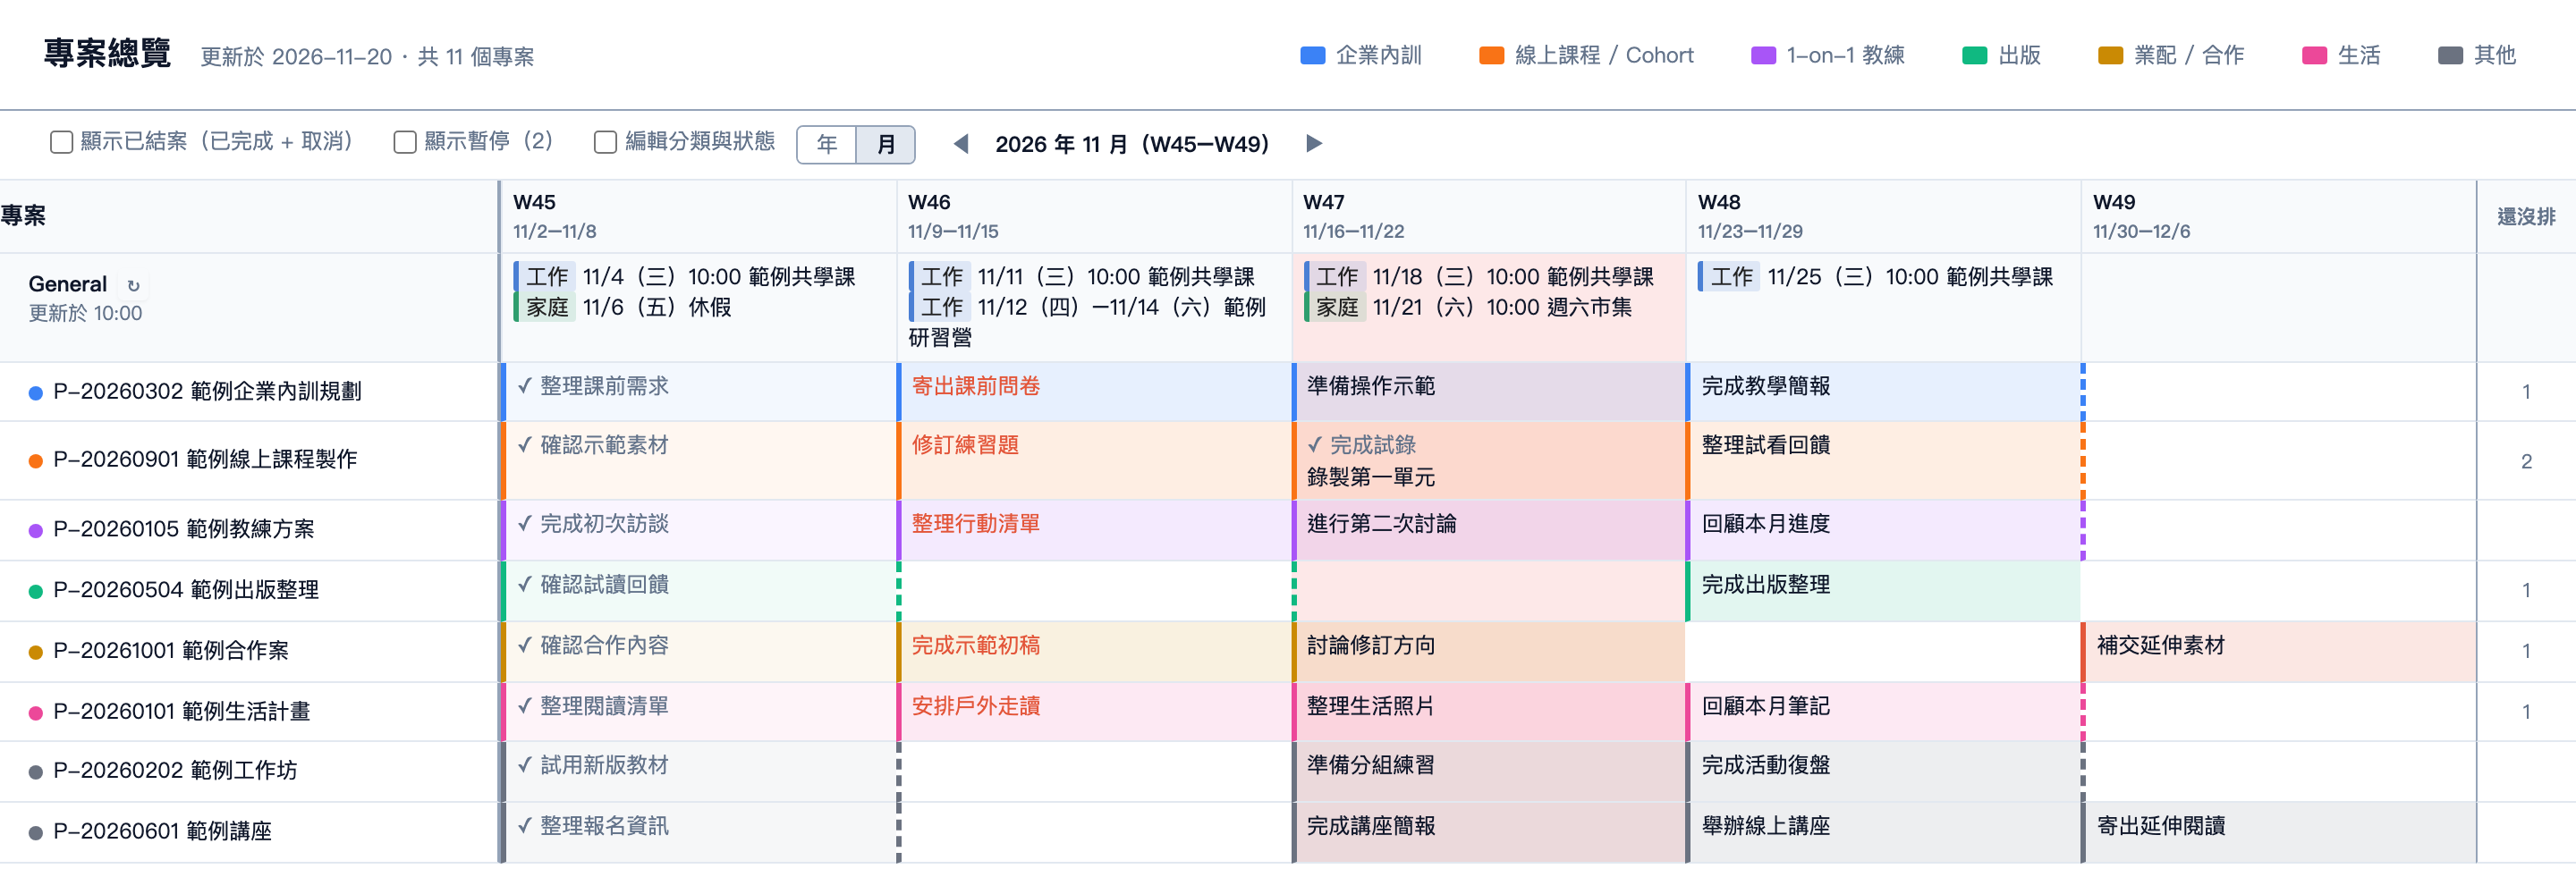 專案總覽 更新於 2026-11-20 · 共 11 個專案
企業內訓 線上課程 / Cohort 1-on-1 教練 出版 業配 / 合作 生活 其他
顯示已結案（已完成 + 取消） 顯示暫停（2） 編輯分類與狀態 年 月 ◀ 2026 年 11 月（W45–W49） ▶
專案
W45
11/2–11/8
W46
11/9–11/15
W47
11/16–11/22
W48
11/23–11/29
W49
11/30–12/6
還沒排
General ↻
更新於 10:00
工作 11/4（三）10:00 範例共學課
家庭 11/6（五）休假
工作 11/11（三）10:00 範例共學課
工作 11/12（四）–11/14（六）範例
研習營
工作 11/18（三）10:00 範例共學課
家庭 11/21（六）10:00 週六市集
工作 11/25（三）10:00 範例共學課
P-20260302 範例企業內訓規劃
✓ 整理課前需求
寄出課前問卷
準備操作示範
完成教學簡報
1
P-20260901 範例線上課程製作
✓ 確認示範素材
修訂練習題
✓ 完成試錄
錄製第一單元
整理試看回饋
2
P-20260105 範例教練方案
✓ 完成初次訪談
整理行動清單
進行第二次討論
回顧本月進度
P-20260504 範例出版整理
✓ 確認試讀回饋
完成出版整理
1
P-20261001 範例合作案
✓ 確認合作內容
完成示範初稿
討論修訂方向
補交延伸素材
1
P-20260101 範例生活計畫
✓ 整理閱讀清單
安排戶外走讀
整理生活照片
回顧本月筆記
1
P-20260202 範例工作坊
✓ 試用新版教材
準備分組練習
完成活動復盤
P-20260601 範例講座
✓ 整理報名資訊
完成講座簡報
舉辦線上講座
寄出延伸閱讀